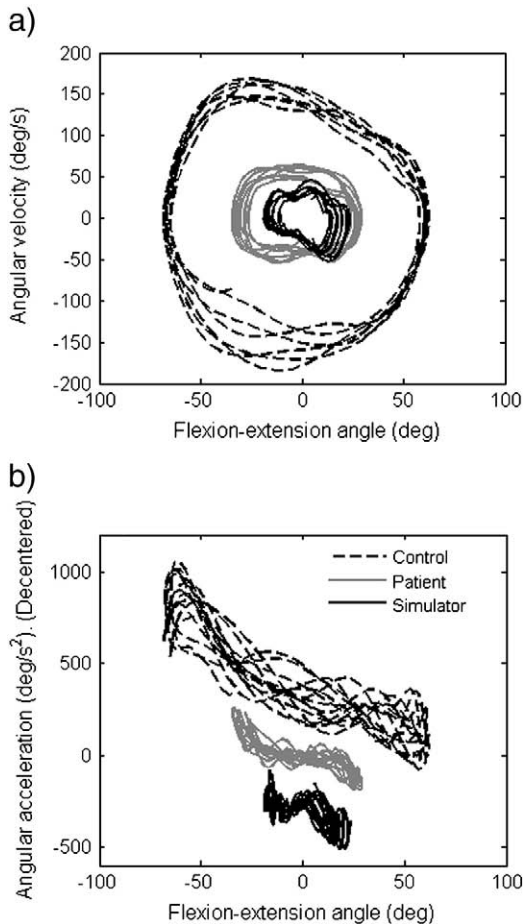 a)
200
150
100
50
0
-50
-100
-150
-200
Angular velocity (deg/s)
-100 -50 0 50 100
Flexion-extension angle (deg)
b)
1000
500
0
-500
Angular acceleration (deg/s²). (Decentered)
Control
Patient
Simulator
-100 -50 0 50 100
Flexion-extension angle (deg)